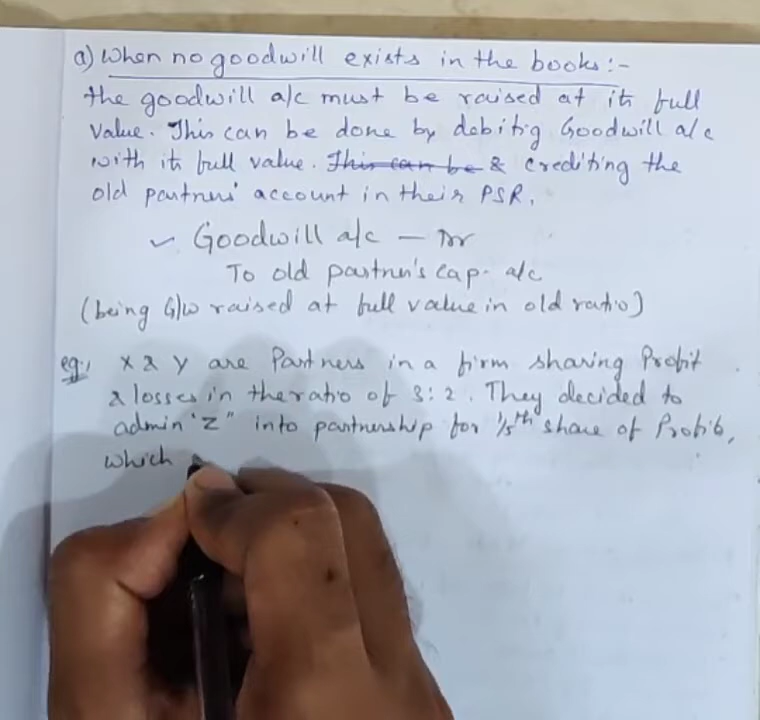 a) When no goodwill exists in the books:-
the goodwill a/c must be raised at its full
value. This can be done by debitig Goodwill a/c
with its full value. This can be & crediting the
old partners' account in their PSR.
✓ Goodwill a/c — Dr
To old partner's cap. a/c
(being G/w raised at full value in old ratio)
eg:, X & Y are Partners in a firm sharing Profit
& losses in the ratio of 3:2. They decided to
admin "Z" into partnership for 1/5th share of Profit,
which